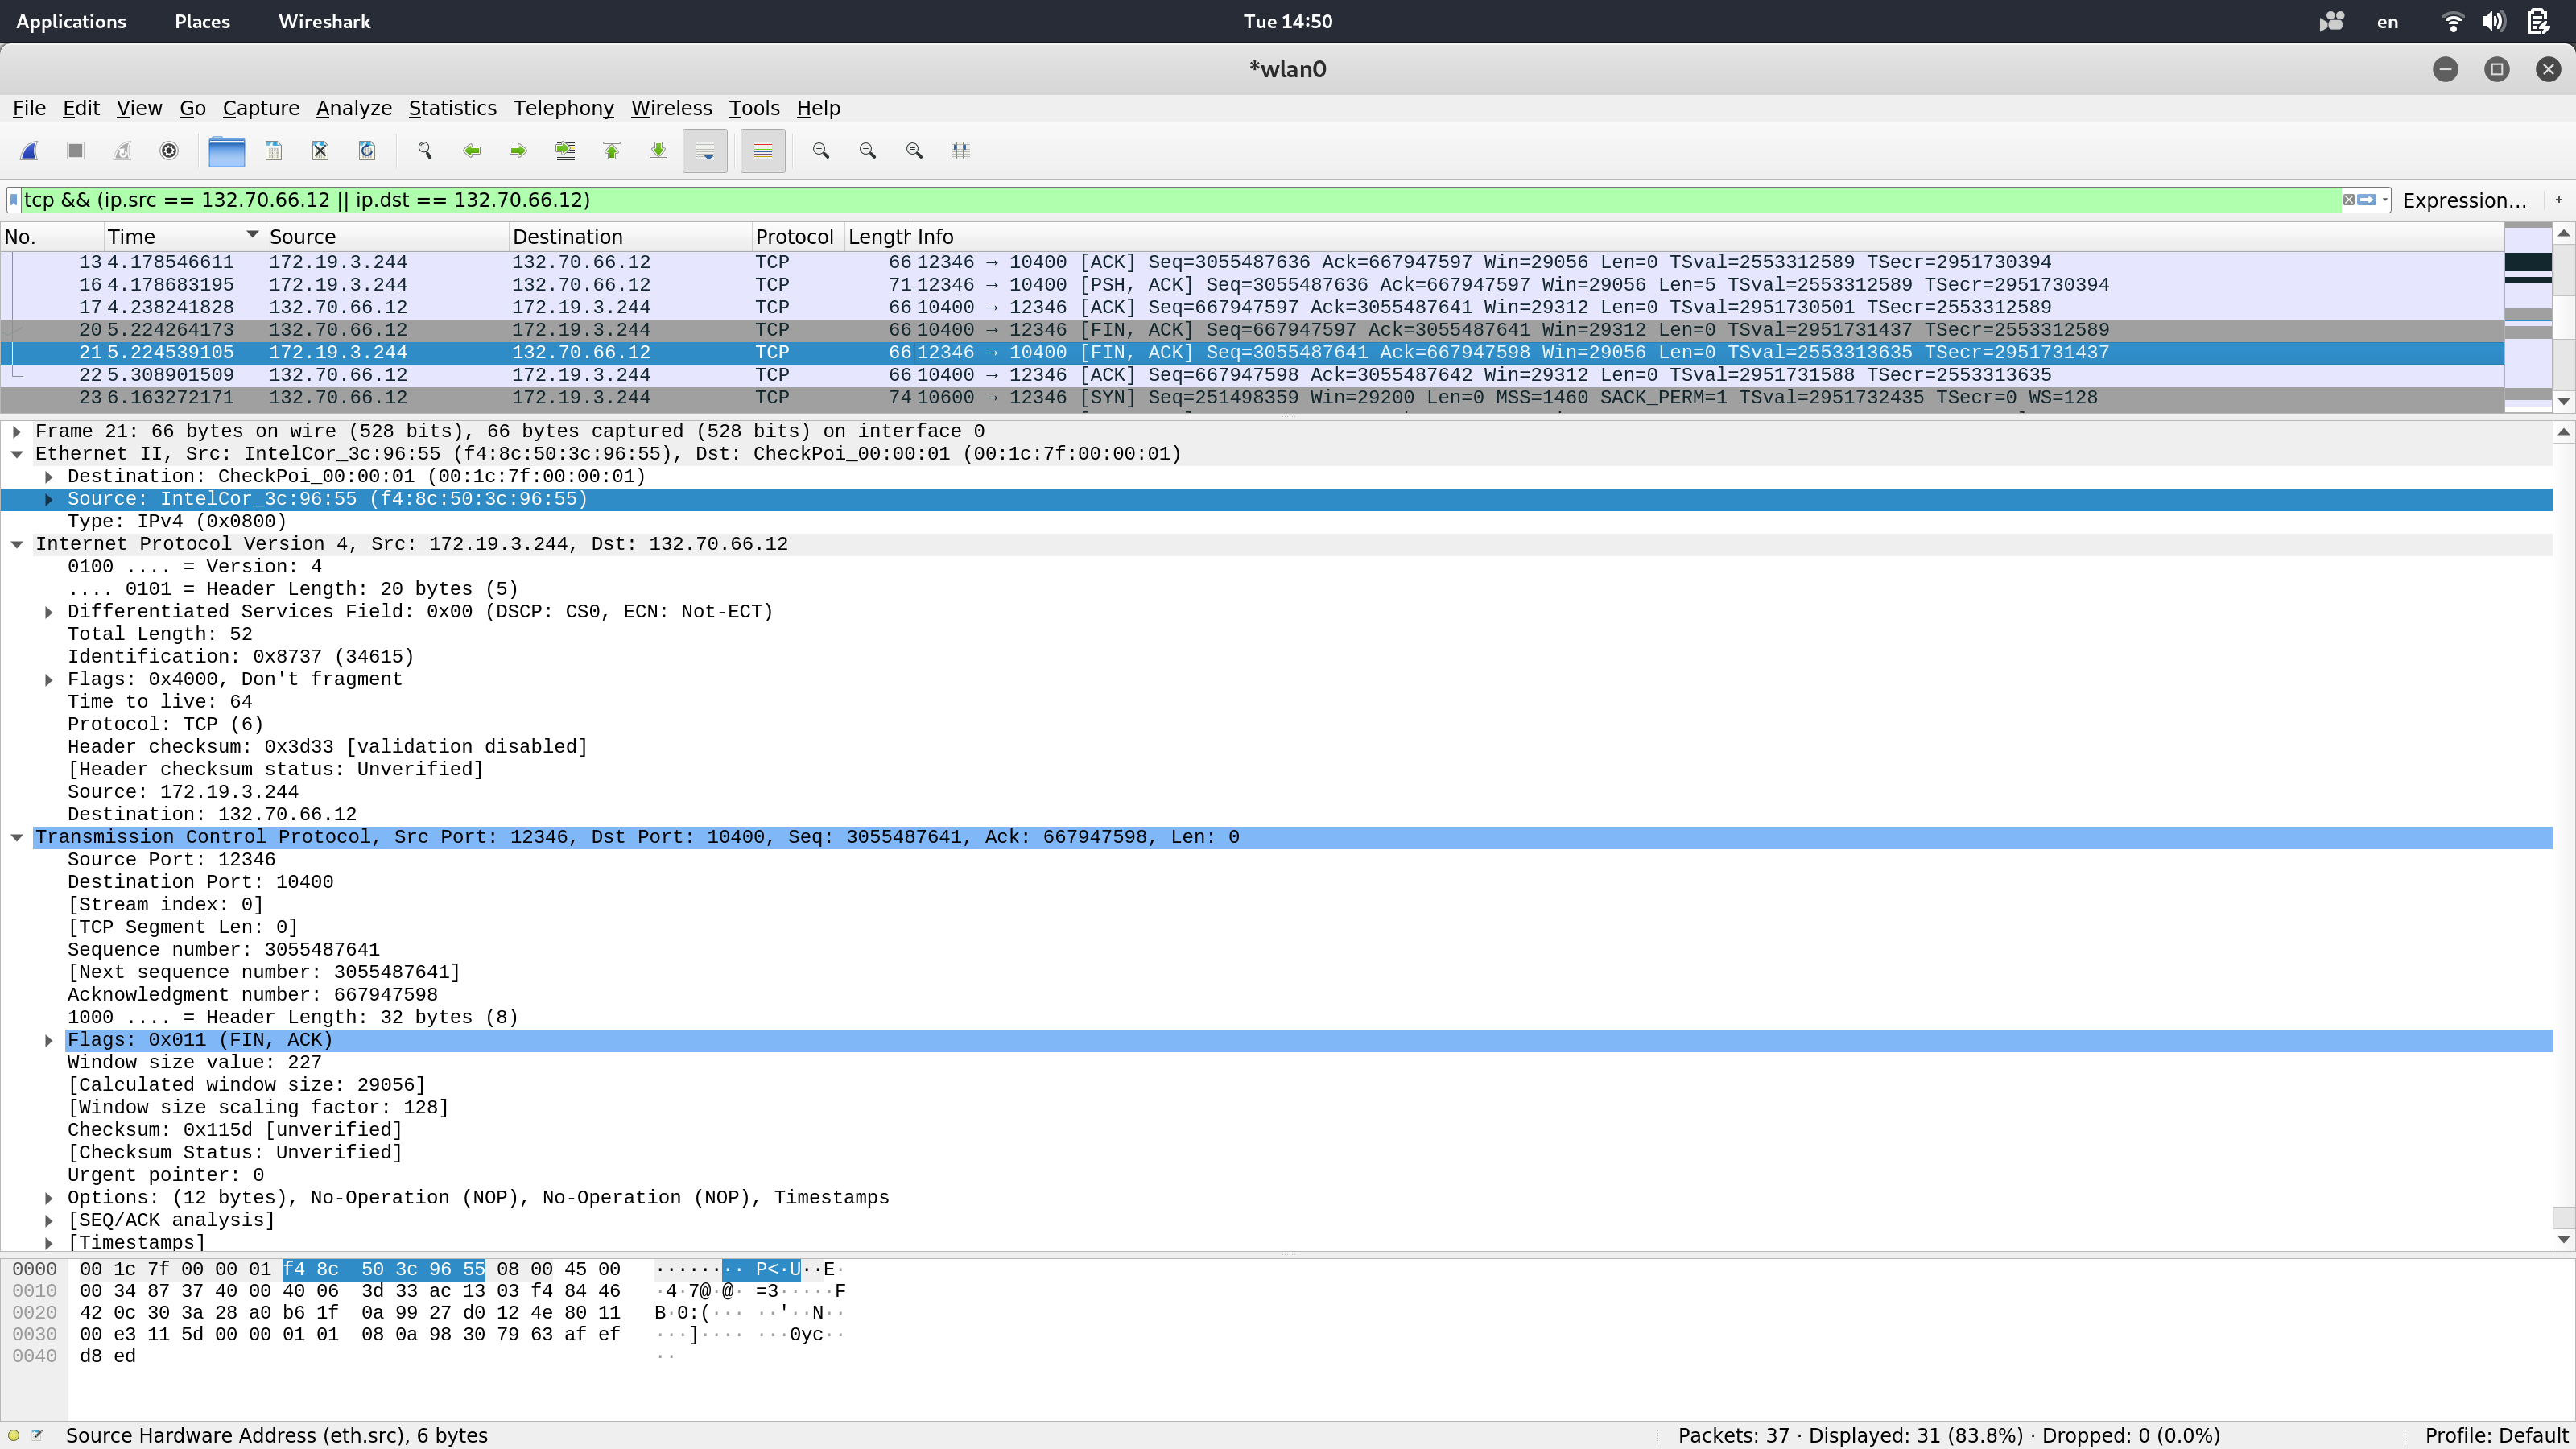 Applications Places Wireshark Tue 14:50 en
*wlan0
File Edit View Go Capture Analyze Statistics Telephony Wireless Tools Help
tcp && (ip.src == 132.70.66.12 || ip.dst == 132.70.66.12) Expression... +
No. Time Source Destination Protocol Length Info
13 4.178546611 172.19.3.244 132.70.66.12 TCP 66 12346 → 10400 [ACK] Seq=3055487636 Ack=667947597 Win=29056 Len=0 TSval=2553312589 TSecr=2951730394
16 4.178683195 172.19.3.244 132.70.66.12 TCP 71 12346 → 10400 [PSH, ACK] Seq=3055487636 Ack=667947597 Win=29056 Len=5 TSval=2553312589 TSecr=2951730394
17 4.238241828 132.70.66.12 172.19.3.244 TCP 66 10400 → 12346 [ACK] Seq=667947597 Ack=3055487641 Win=29312 Len=0 TSval=2951730501 TSecr=2553312589
20 5.224264173 132.70.66.12 172.19.3.244 TCP 66 10400 → 12346 [FIN, ACK] Seq=667947597 Ack=3055487641 Win=29312 Len=0 TSval=2951731437 TSecr=2553312589
21 5.224539105 172.19.3.244 132.70.66.12 TCP 66 12346 → 10400 [FIN, ACK] Seq=3055487641 Ack=667947598 Win=29056 Len=0 TSval=2553313635 TSecr=2951731437
22 5.308901509 132.70.66.12 172.19.3.244 TCP 66 10400 → 12346 [ACK] Seq=667947598 Ack=3055487642 Win=29312 Len=0 TSval=2951731588 TSecr=2553313635
23 6.163272171 132.70.66.12 172.19.3.244 TCP 74 10600 → 12346 [SYN] Seq=251498359 Win=29200 Len=0 MSS=1460 SACK_PERM=1 TSval=2951732435 TSecr=0 WS=128
Frame 21: 66 bytes on wire (528 bits), 66 bytes captured (528 bits) on interface 0
Ethernet II, Src: IntelCor_3c:96:55 (f4:8c:50:3c:96:55), Dst: CheckPoi_00:00:01 (00:1c:7f:00:00:01)
Destination: CheckPoi_00:00:01 (00:1c:7f:00:00:01)
Source: IntelCor_3c:96:55 (f4:8c:50:3c:96:55)
Type: IPv4 (0x0800)
Internet Protocol Version 4, Src: 172.19.3.244, Dst: 132.70.66.12
0100 .... = Version: 4
.... 0101 = Header Length: 20 bytes (5)
Differentiated Services Field: 0x00 (DSCP: CS0, ECN: Not-ECT)
Total Length: 52
Identification: 0x8737 (34615)
Flags: 0x4000, Don't fragment
Time to live: 64
Protocol: TCP (6)
Header checksum: 0x3d33 [validation disabled]
[Header checksum status: Unverified]
Source: 172.19.3.244
Destination: 132.70.66.12
Transmission Control Protocol, Src Port: 12346, Dst Port: 10400, Seq: 3055487641, Ack: 667947598, Len: 0
Source Port: 12346
Destination Port: 10400
[Stream index: 0]
[TCP Segment Len: 0]
Sequence number: 3055487641
[Next sequence number: 3055487641]
Acknowledgment number: 667947598
1000 .... = Header Length: 32 bytes (8)
Flags: 0x011 (FIN, ACK)
Window size value: 227
[Calculated window size: 29056]
[Window size scaling factor: 128]
Checksum: 0x115d [unverified]
[Checksum Status: Unverified]
Urgent pointer: 0
Options: (12 bytes), No-Operation (NOP), No-Operation (NOP), Timestamps
[SEQ/ACK analysis]
[Timestamps]
0000 00 1c 7f 00 00 01 f4 8c 50 3c 96 55 08 00 45 00 ········ P<·U··E·
0010 00 34 87 37 40 00 40 06 3d 33 ac 13 03 f4 84 46 ·4·7@·@· =3·····F
0020 42 0c 30 3a 28 a0 b6 1f 0a 99 27 d0 12 4e 80 11 B·0:(··· ··'··N··
0030 00 e3 11 5d 00 00 01 01 08 0a 98 30 79 63 af ef ···]···· ···0yc··
0040 d8 ed ··
Source Hardware Address (eth.src), 6 bytes Packets: 37 · Displayed: 31 (83.8%) · Dropped: 0 (0.0%) Profile: Default